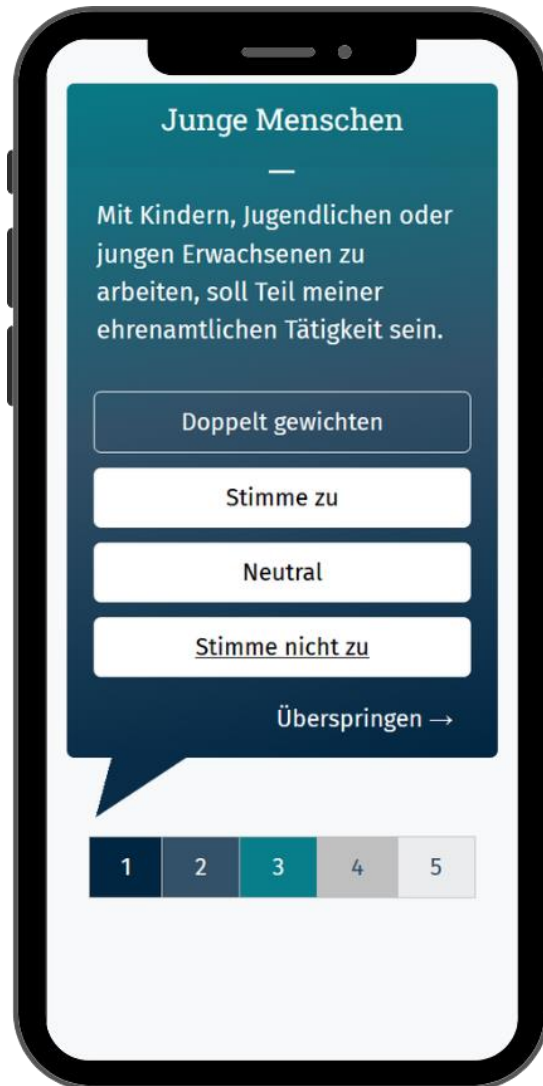 Junge Menschen
Mit Kindern, Jugendlichen oder
jungen Erwachsenen zu
arbeiten, soll Teil meiner
ehrenamtlichen Tätigkeit sein.
Doppelt gewichten
Stimme zu
Neutral
Stimme nicht zu
Überspringen →
1 2 3 4 5